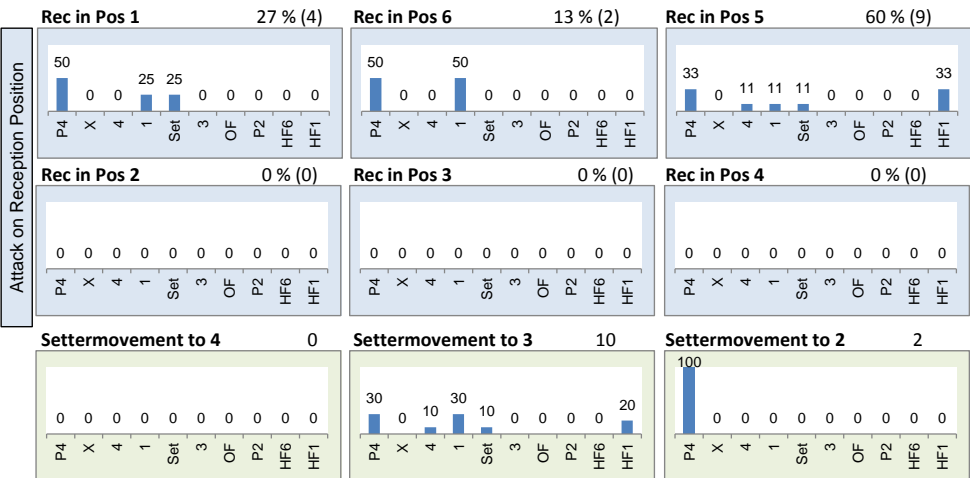 Attack on Reception Position
Rec in Pos 1 27 % (4)
50 0 0 25 25 0 0 0 0 0
P4 X 4 1 Set 3 OF P2 HF6 HF1
Rec in Pos 6 13 % (2)
50 0 0 50 0 0 0 0 0 0
P4 X 4 1 Set 3 OF P2 HF6 HF1
Rec in Pos 5 60 % (9)
33 0 11 11 11 0 0 0 0 33
P4 X 4 1 Set 3 OF P2 HF6 HF1
Rec in Pos 2 0 % (0)
0 0 0 0 0 0 0 0 0 0
P4 X 4 1 Set 3 OF P2 HF6 HF1
Rec in Pos 3 0 % (0)
0 0 0 0 0 0 0 0 0 0
P4 X 4 1 Set 3 OF P2 HF6 HF1
Rec in Pos 4 0 % (0)
0 0 0 0 0 0 0 0 0 0
P4 X 4 1 Set 3 OF P2 HF6 HF1
Settermovement to 4 0
0 0 0 0 0 0 0 0 0 0
P4 X 4 1 Set 3 OF P2 HF6 HF1
Settermovement to 3 10
30 0 10 30 10 0 0 0 0 20
P4 X 4 1 Set 3 OF P2 HF6 HF1
Settermovement to 2 2
100 0 0 0 0 0 0 0 0 0
P4 X 4 1 Set 3 OF P2 HF6 HF1